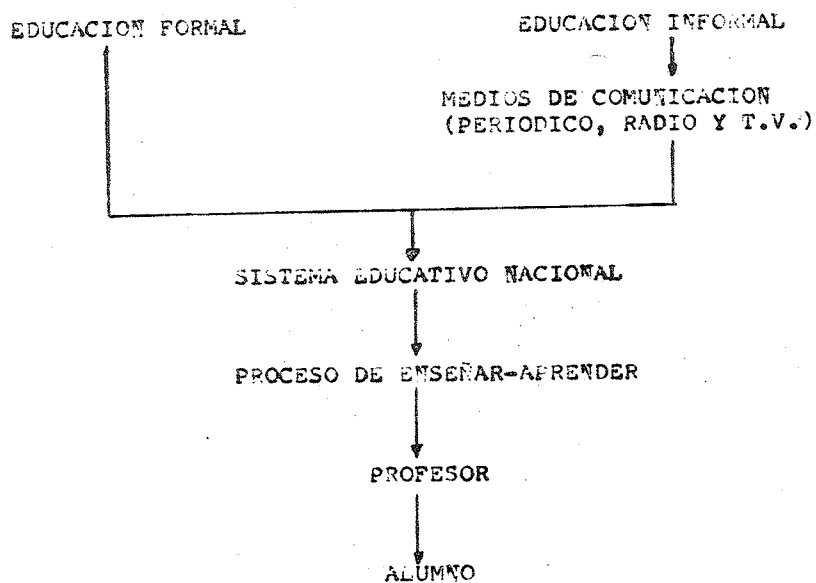 EDUCACION FORMAL
EDUCACION INFORMAL
MEDIOS DE COMUNICACION
(PERIODICO, RADIO Y T.V.)
SISTEMA EDUCATIVO NACIONAL
PROCESO DE ENSEÑAR-APRENDER
PROFESOR
ALUMNO